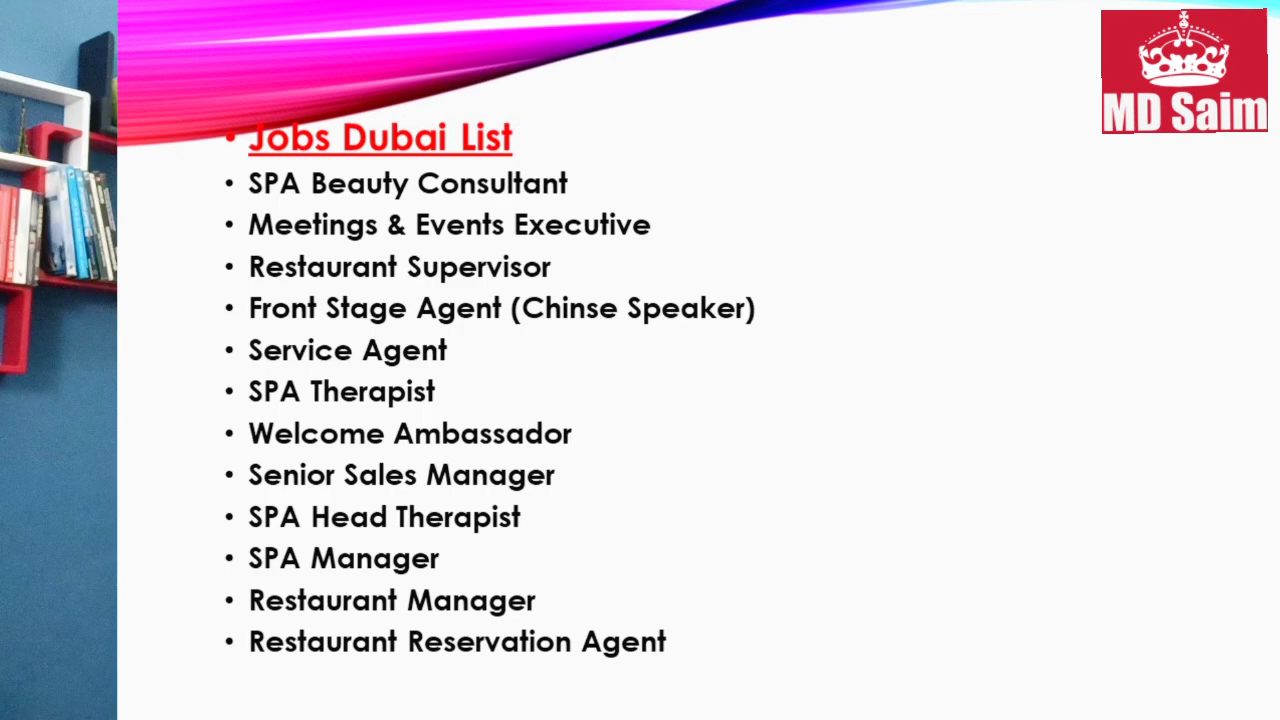 MD Saim
• Jobs Dubai List
• SPA Beauty Consultant
• Meetings & Events Executive
• Restaurant Supervisor
• Front Stage Agent (Chinse Speaker)
• Service Agent
• SPA Therapist
• Welcome Ambassador
• Senior Sales Manager
• SPA Head Therapist
• SPA Manager
• Restaurant Manager
• Restaurant Reservation Agent